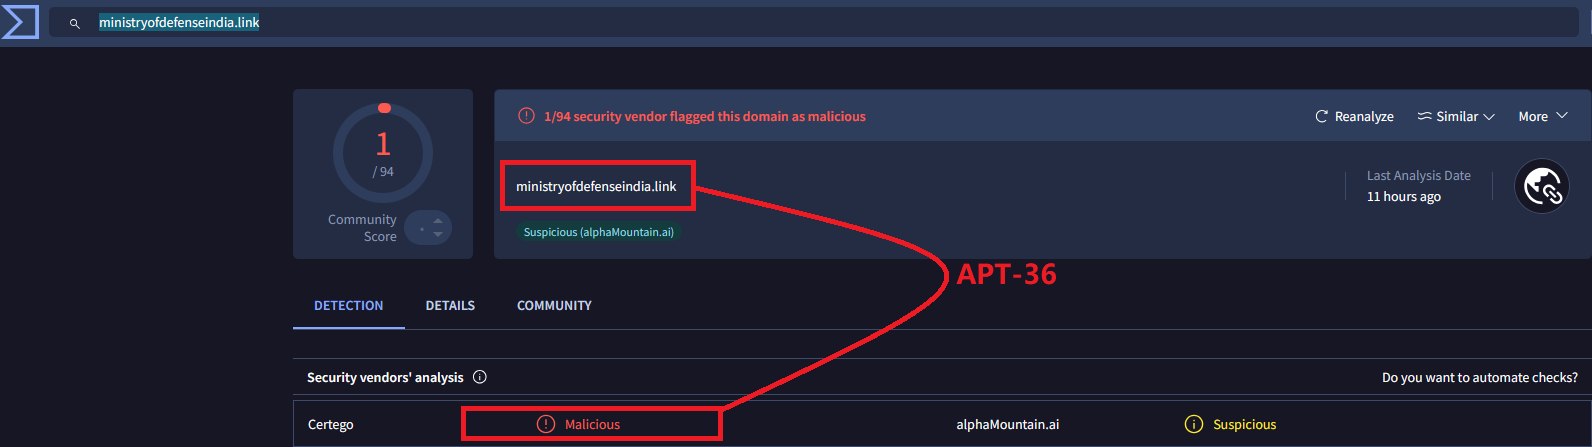 ministryofdefenseindia.link
1
/ 94
Community
Score
1/94 security vendor flagged this domain as malicious
Reanalyze
Similar
More
ministryofdefenseindia.link
Suspicious (alphaMountain.ai)
Last Analysis Date
11 hours ago
APT-36
DETECTION DETAILS COMMUNITY
Security vendors' analysis
Do you want to automate checks?
Certego Malicious alphaMountain.ai Suspicious